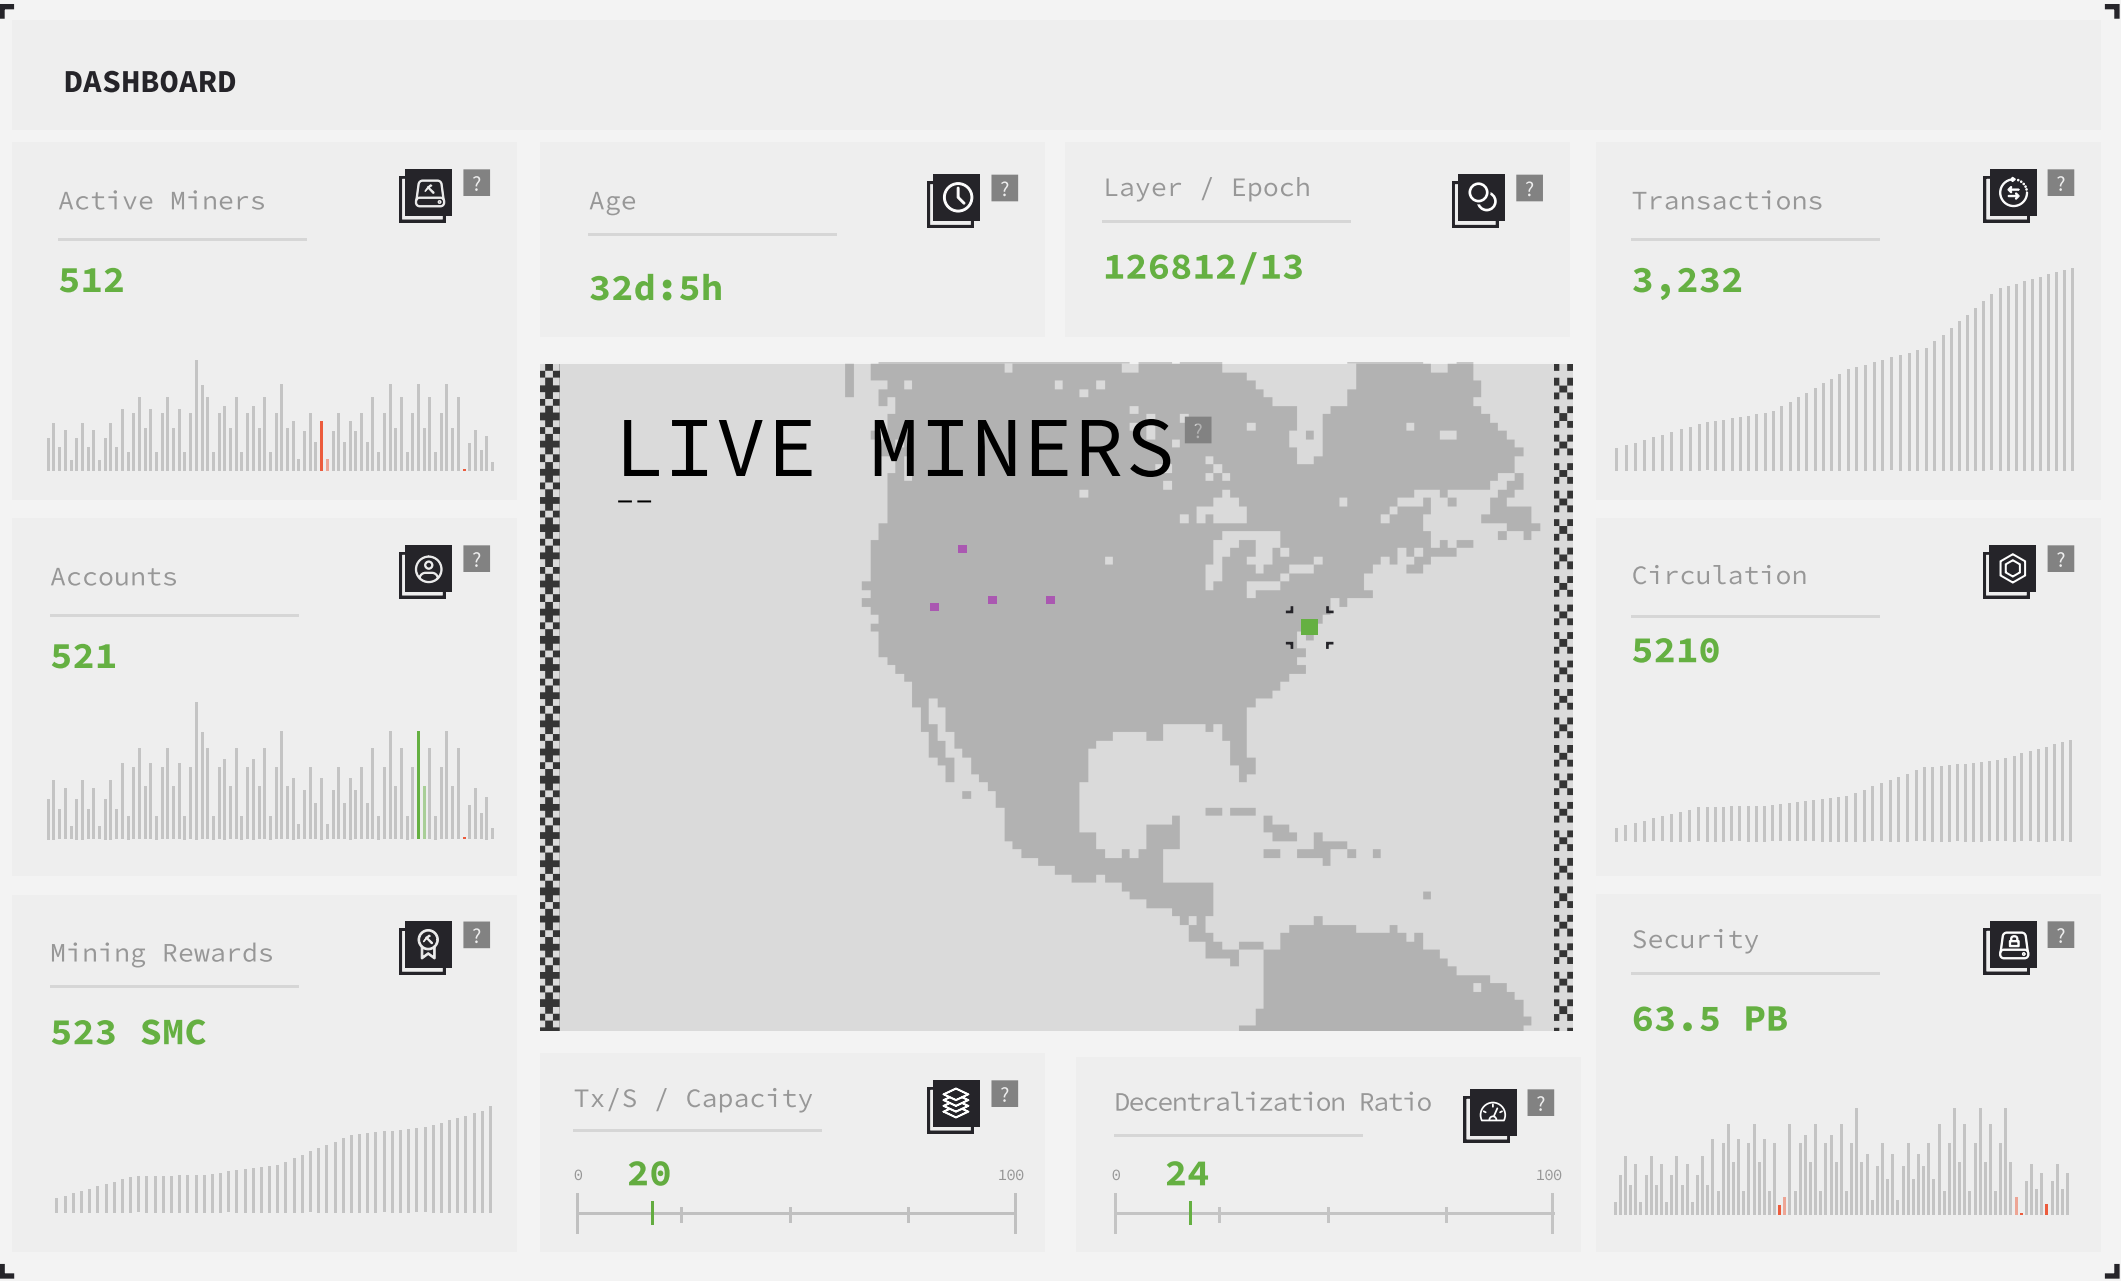 DASHBOARD
Active Miners
?
512
Age
?
32d:5h
Layer / Epoch
?
126812/13
Transactions
?
3,232
LIVE MINERS
?
__
Accounts
?
521
Circulation
?
5210
Mining Rewards
?
523 SMC
Security
?
63.5 PB
Tx/S / Capacity
?
0
20
100
Decentralization Ratio
?
0
24
100